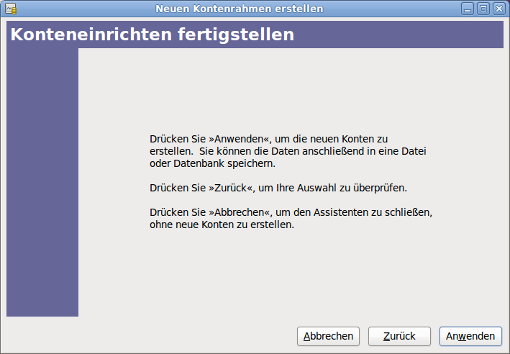 Neuen Kontenrahmen erstellen
Konteneinrichten fertigstellen
Drücken Sie »Anwenden«, um die neuen Konten zu
erstellen.  Sie können die Daten anschließend in eine Datei
oder Datenbank speichern.
Drücken Sie »Zurück«, um Ihre Auswahl zu überprüfen.
Drücken Sie »Abbrechen«, um den Assistenten zu schließen,
ohne neue Konten zu erstellen.
Abbrechen Zurück Anwenden